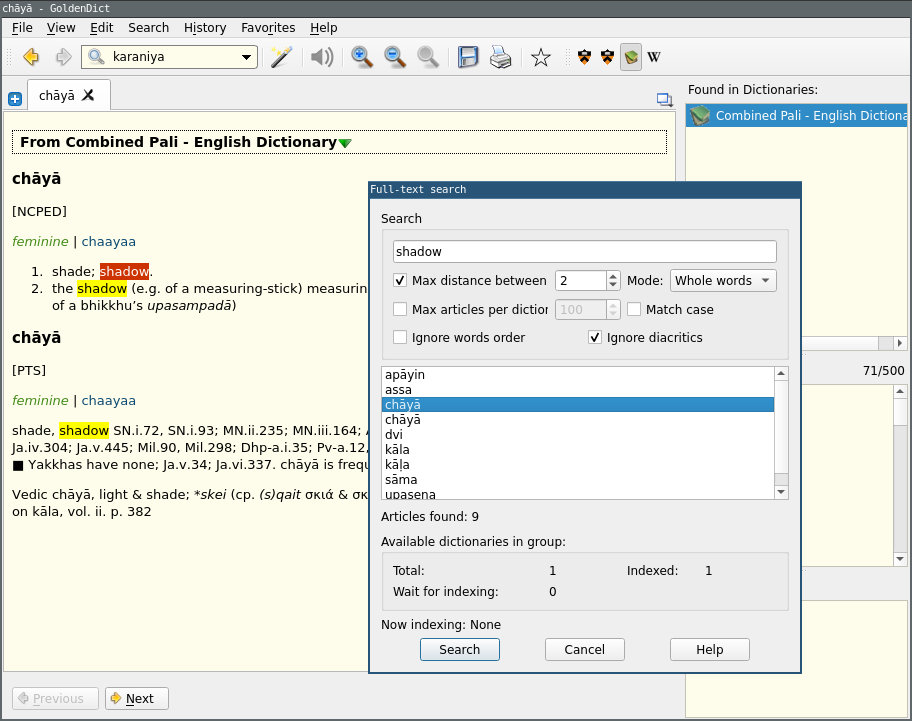 chāyā - GoldenDict
File View Edit Search History Favorites Help
karaniya
W
chāyā
Found in Dictionaries:
Combined Pali - English Dictiona
From Combined Pali - English Dictionary
chāyā
[NCPED]
feminine | chaayaa
1. shade; shadow.
2. the shadow (e.g. of a measuring-stick) measurin
of a bhikkhu’s upasampadā)
chāyā
[PTS]
feminine | chaayaa
shade, shadow SN.i.72, SN.i.93; MN.ii.235; MN.iii.164;
Ja.iv.304; Ja.v.445; Mil.90, Mil.298; Dhp-a.i.35; Pv-a.12,
■ Yakkhas have none; Ja.v.34; Ja.vi.337. chāyā is frequ
Vedic chāyā, light & shade; *skei (cp. (s)qait σκιά & σκ
on kāla, vol. ii. p. 382
Previous Next
Full-text search
Search
shadow
Max distance between 2 Mode: Whole words
Max articles per diction 100 Match case
Ignore words order Ignore diacritics
apāyin
assa
chāyā
chāyā
dvi
kāla
kāḷa
sāma
upasena
Articles found: 9
Available dictionaries in group:
Total: 1 Indexed: 1
Wait for indexing: 0
Now indexing: None
Search Cancel Help
71/500